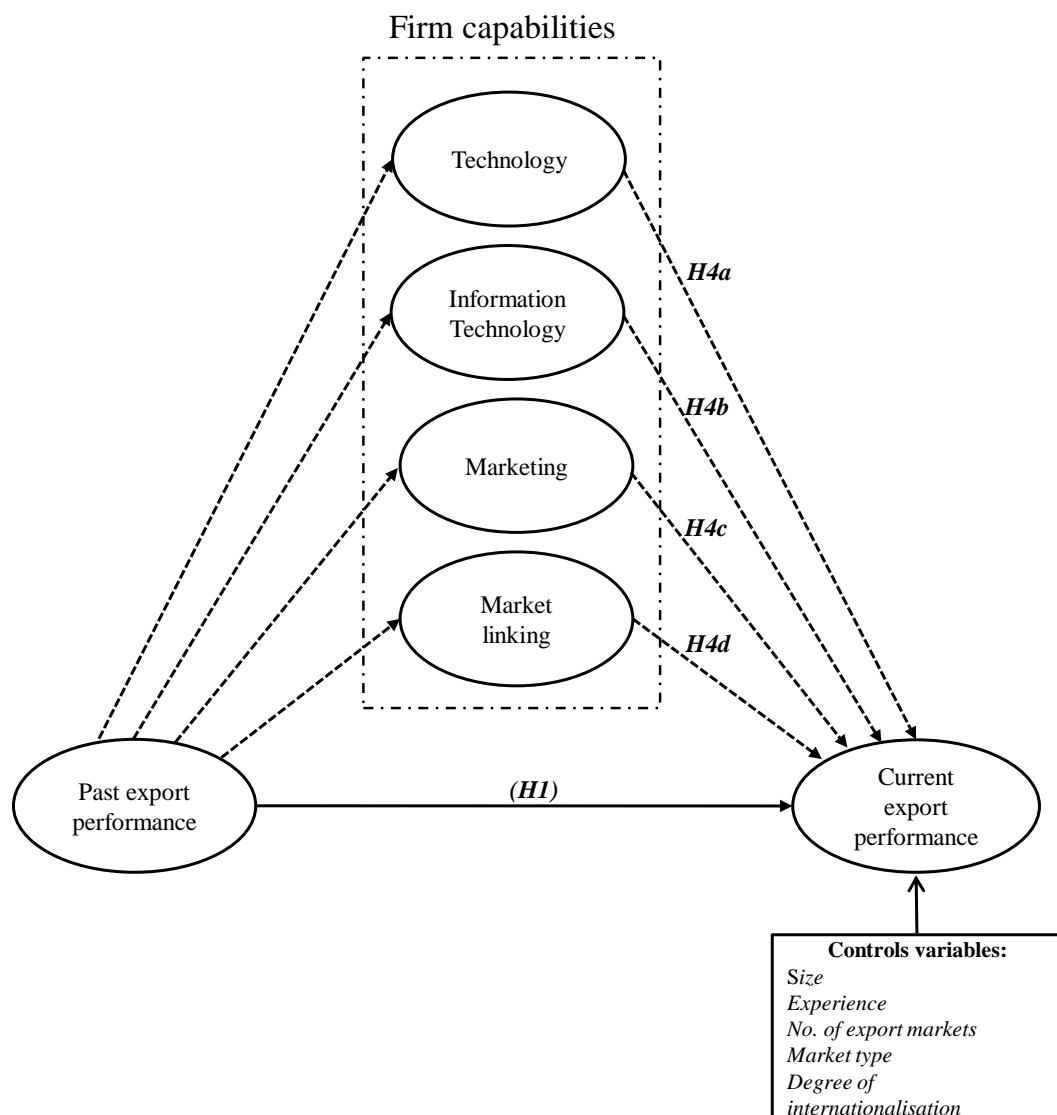 Firm capabilities
Technology
H4a
Information
Technology
H4b
Marketing
H4c
Market
linking
H4d
Past export
performance
(H1)
Current
export
performance
Controls variables:
Size
Experience
No. of export markets
Market type
Degree of
internationalisation